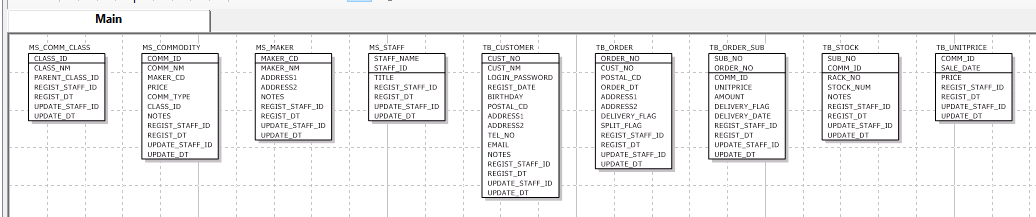 Main
MS_COMM_CLASS
CLASS_ID
CLASS_NM
PARENT_CLASS_ID
REGIST_STAFF_ID
REGIST_DT
UPDATE_STAFF_ID
UPDATE_DT
MS_COMMODITY
COMM_ID
COMM_NM
MAKER_CD
PRICE
COMM_TYPE
CLASS_ID
NOTES
REGIST_STAFF_ID
REGIST_DT
UPDATE_STAFF_ID
UPDATE_DT
MS_MAKER
MAKER_CD
MAKER_NM
ADDRESS1
ADDRESS2
NOTES
REGIST_STAFF_ID
REGIST_DT
UPDATE_STAFF_ID
UPDATE_DT
MS_STAFF
STAFF_NAME
STAFF_ID
TITLE
REGIST_STAFF_ID
REGIST_DT
UPDATE_STAFF_ID
UPDATE_DT
TB_CUSTOMER
CUST_NO
CUST_NM
LOGIN_PASSWORD
REGIST_DATE
BIRTHDAY
POSTAL_CD
ADDRESS1
ADDRESS2
TEL_NO
EMAIL
NOTES
REGIST_STAFF_ID
REGIST_DT
UPDATE_STAFF_ID
UPDATE_DT
TB_ORDER
ORDER_NO
CUST_NO
POSTAL_CD
ORDER_DT
ADDRESS1
ADDRESS2
DELIVERY_FLAG
SPLIT_FLAG
REGIST_STAFF_ID
REGIST_DT
UPDATE_STAFF_ID
UPDATE_DT
TB_ORDER_SUB
SUB_NO
ORDER_NO
COMM_ID
UNITPRICE
AMOUNT
DELIVERY_FLAG
DELIVERY_DATE
REGIST_STAFF_ID
REGIST_DT
UPDATE_STAFF_ID
UPDATE_DT
TB_STOCK
SUB_NO
COMM_ID
RACK_NO
STOCK_NUM
NOTES
REGIST_STAFF_ID
REGIST_DT
UPDATE_STAFF_ID
UPDATE_DT
TB_UNITPRICE
COMM_ID
SALE_DATE
PRICE
REGIST_STAFF_ID
REGIST_DT
UPDATE_STAFF_ID
UPDATE_DT